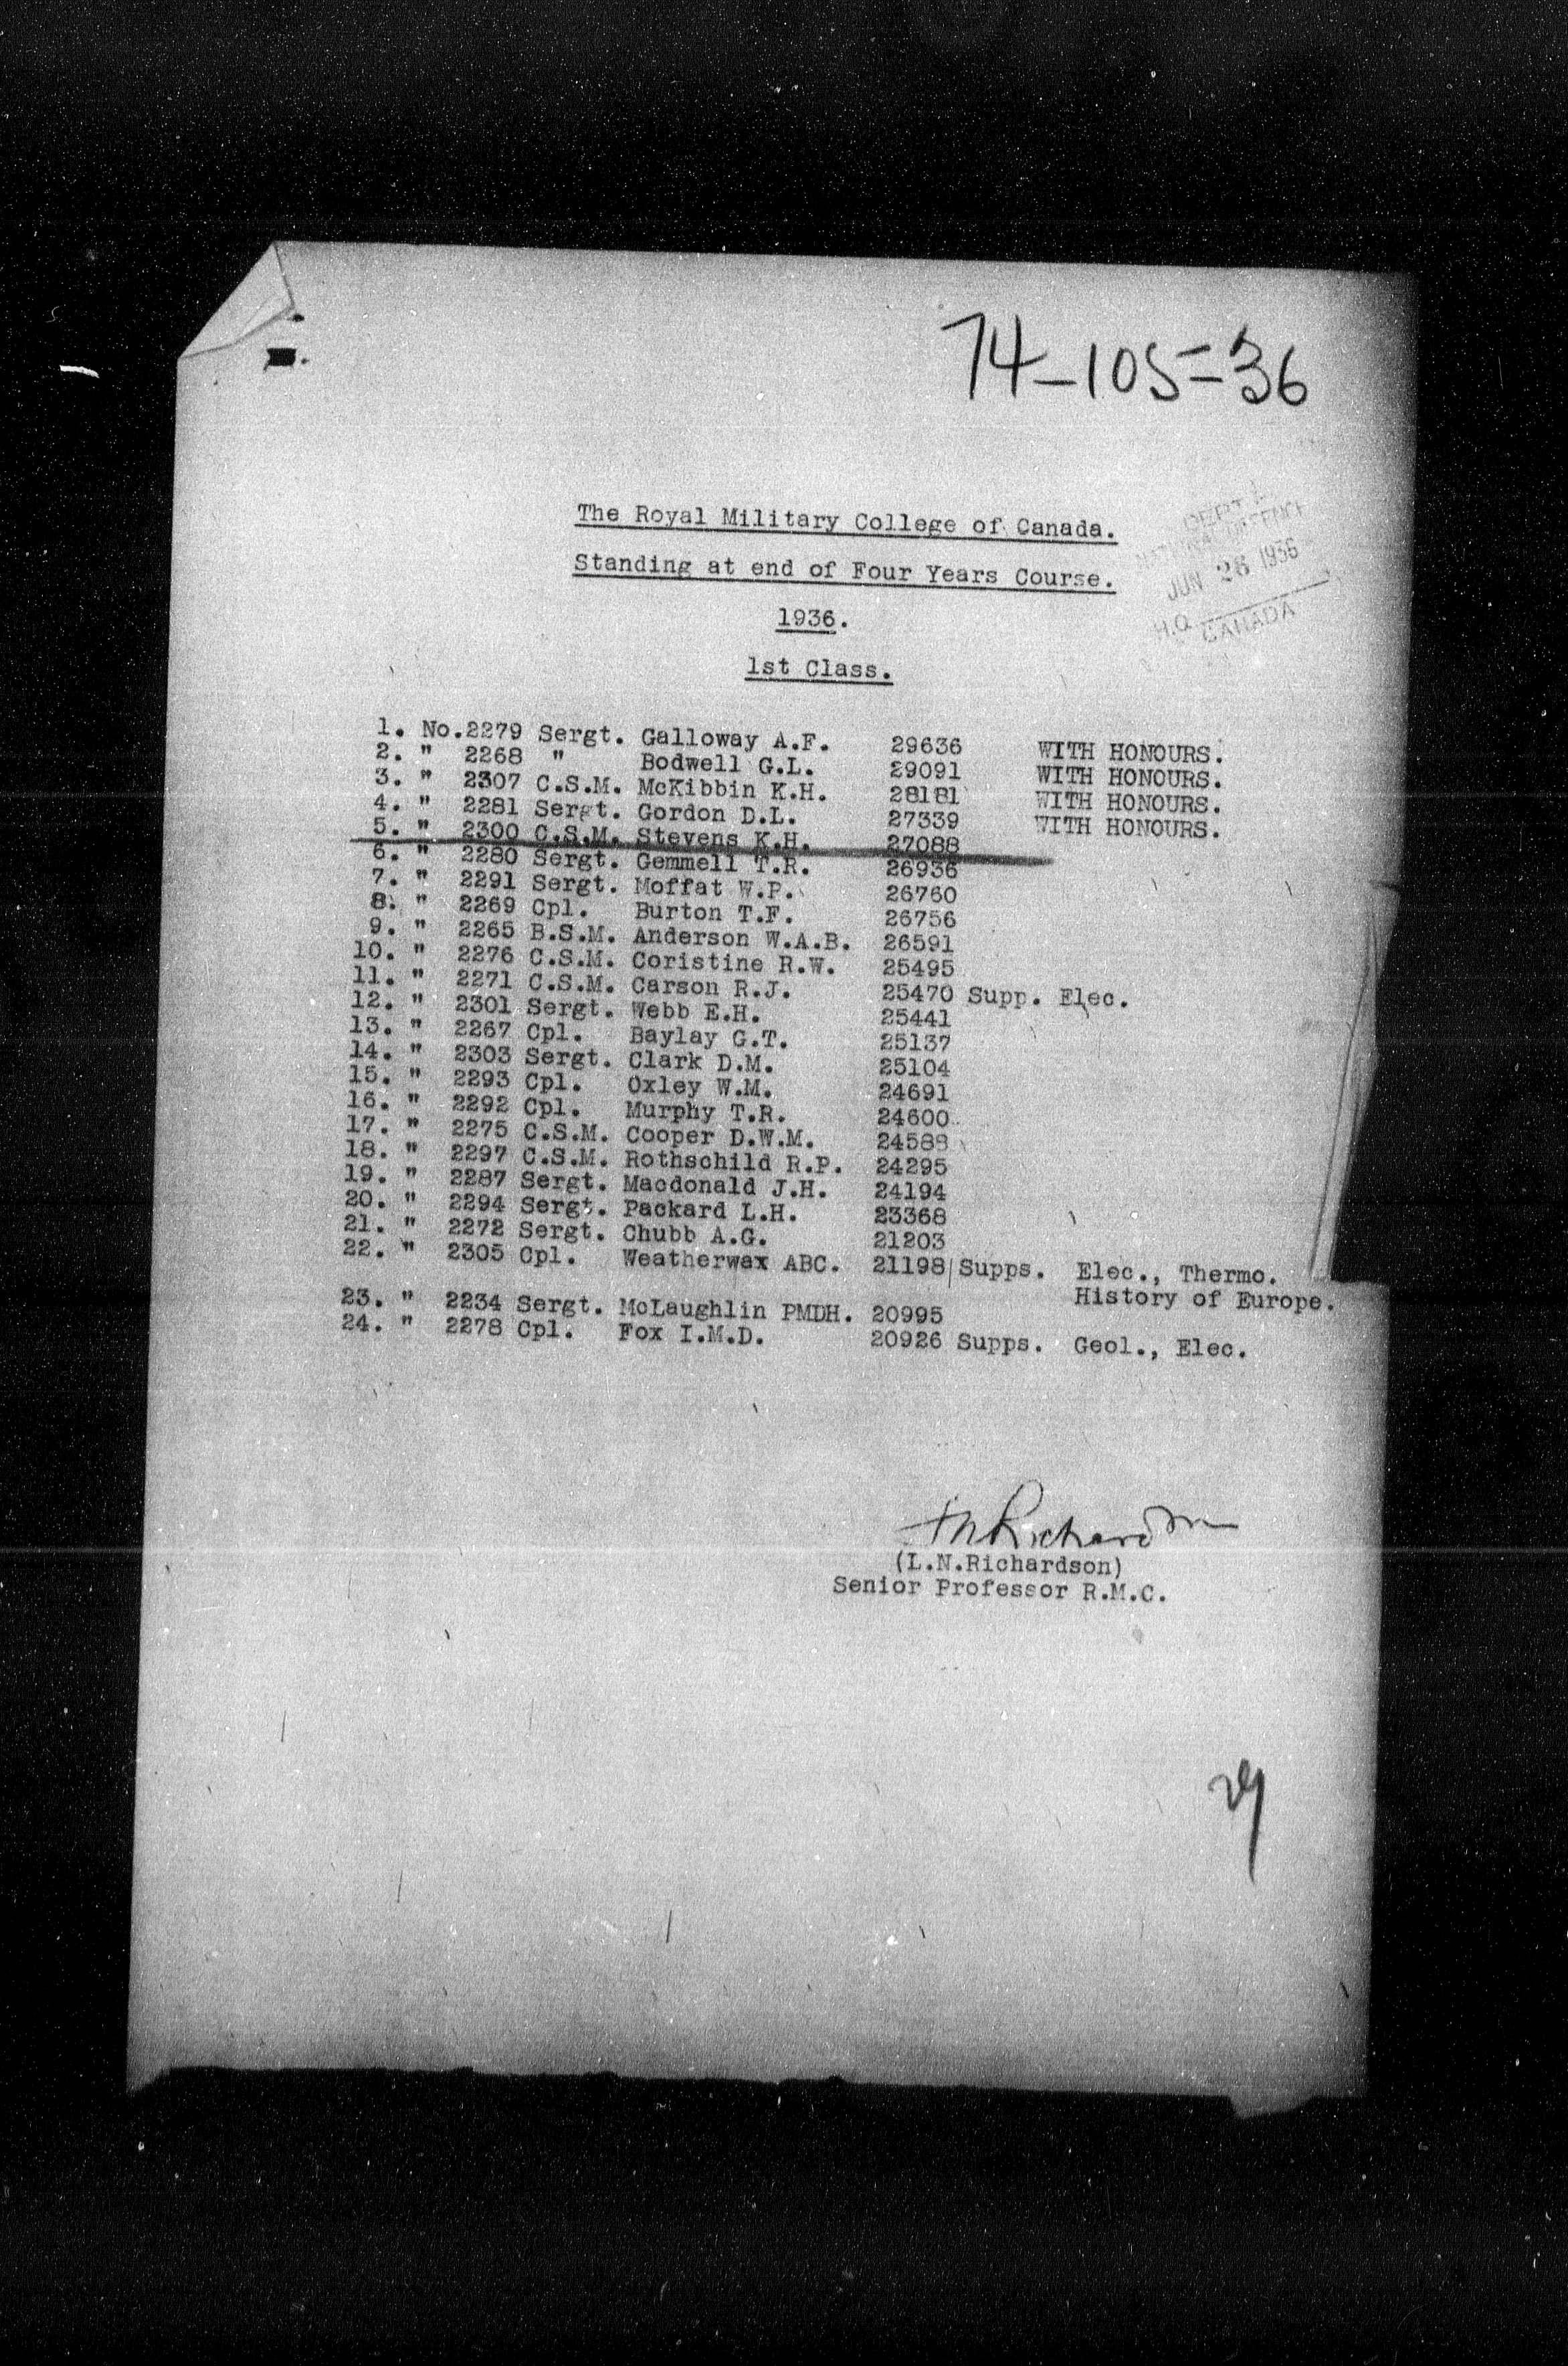 74-105-36
DEPT.
NATIONAL DEFENCE
JUN 26 1936
H.Q.
CANADA
The Royal Military College of Canada.
Standing at end of Four Years Course.
1936.
1st Class.
1. No.2279 Sergt. Galloway A.F. 29636 WITH HONOURS.
2. " 2268 " Bodwell G.L. 29091 WITH HONOURS.
3. " 2307 C.S.M. McKibbin K.H. 28181 WITH HONOURS.
4. " 2281 Sergt. Gordon D.L. 27339 WITH HONOURS.
5. " 2300 C.S.M. Stevens K.H. 27088
6. " 2280 Sergt. Gemmell T.R. 26936
7. " 2291 Sergt. Moffat W.P. 26760
8. " 2269 Cpl. Burton T.F. 26756
9. " 2265 B.S.M. Anderson W.A.B. 26591
10. " 2276 C.S.M. Coristine R.W. 25495
11. " 2271 C.S.M. Carson R.J. 25470 Supp. Elec.
12. " 2301 Sergt. Webb E.H. 25441
13. " 2267 Cpl. Baylay G.T. 25137
14. " 2303 Sergt. Clark D.M. 25104
15. " 2293 Cpl. Oxley W.M. 24691
16. " 2292 Cpl. Murphy T.R. 24600
17. " 2275 C.S.M. Cooper D.W.M. 24588
18. " 2297 C.S.M. Rothschild R.P. 24295
19. " 2287 Sergt. Macdonald J.H. 24194
20. " 2294 Sergt. Packard L.H. 23368
21. " 2272 Sergt. Chubb A.G. 21203
22. " 2305 Cpl. Weatherwax ABC. 21198 Supps. Elec., Thermo.
History of Europe.
23. " 2234 Sergt. McLaughlin PMDH. 20995
24. " 2278 Cpl. Fox I.M.D. 20926 Supps. Geol., Elec.
LNRichardson
(L.N.Richardson)
Senior Professor R.M.C.